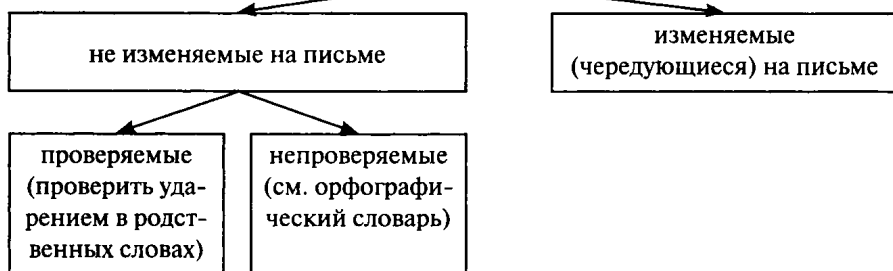 не изменяемые на письме
изменяемые
(чередующиеся) на письме
проверяемые
(проверить уда-
рением в родст-
венных словах)
непроверяемые
(см. орфографи-
ческий словарь)